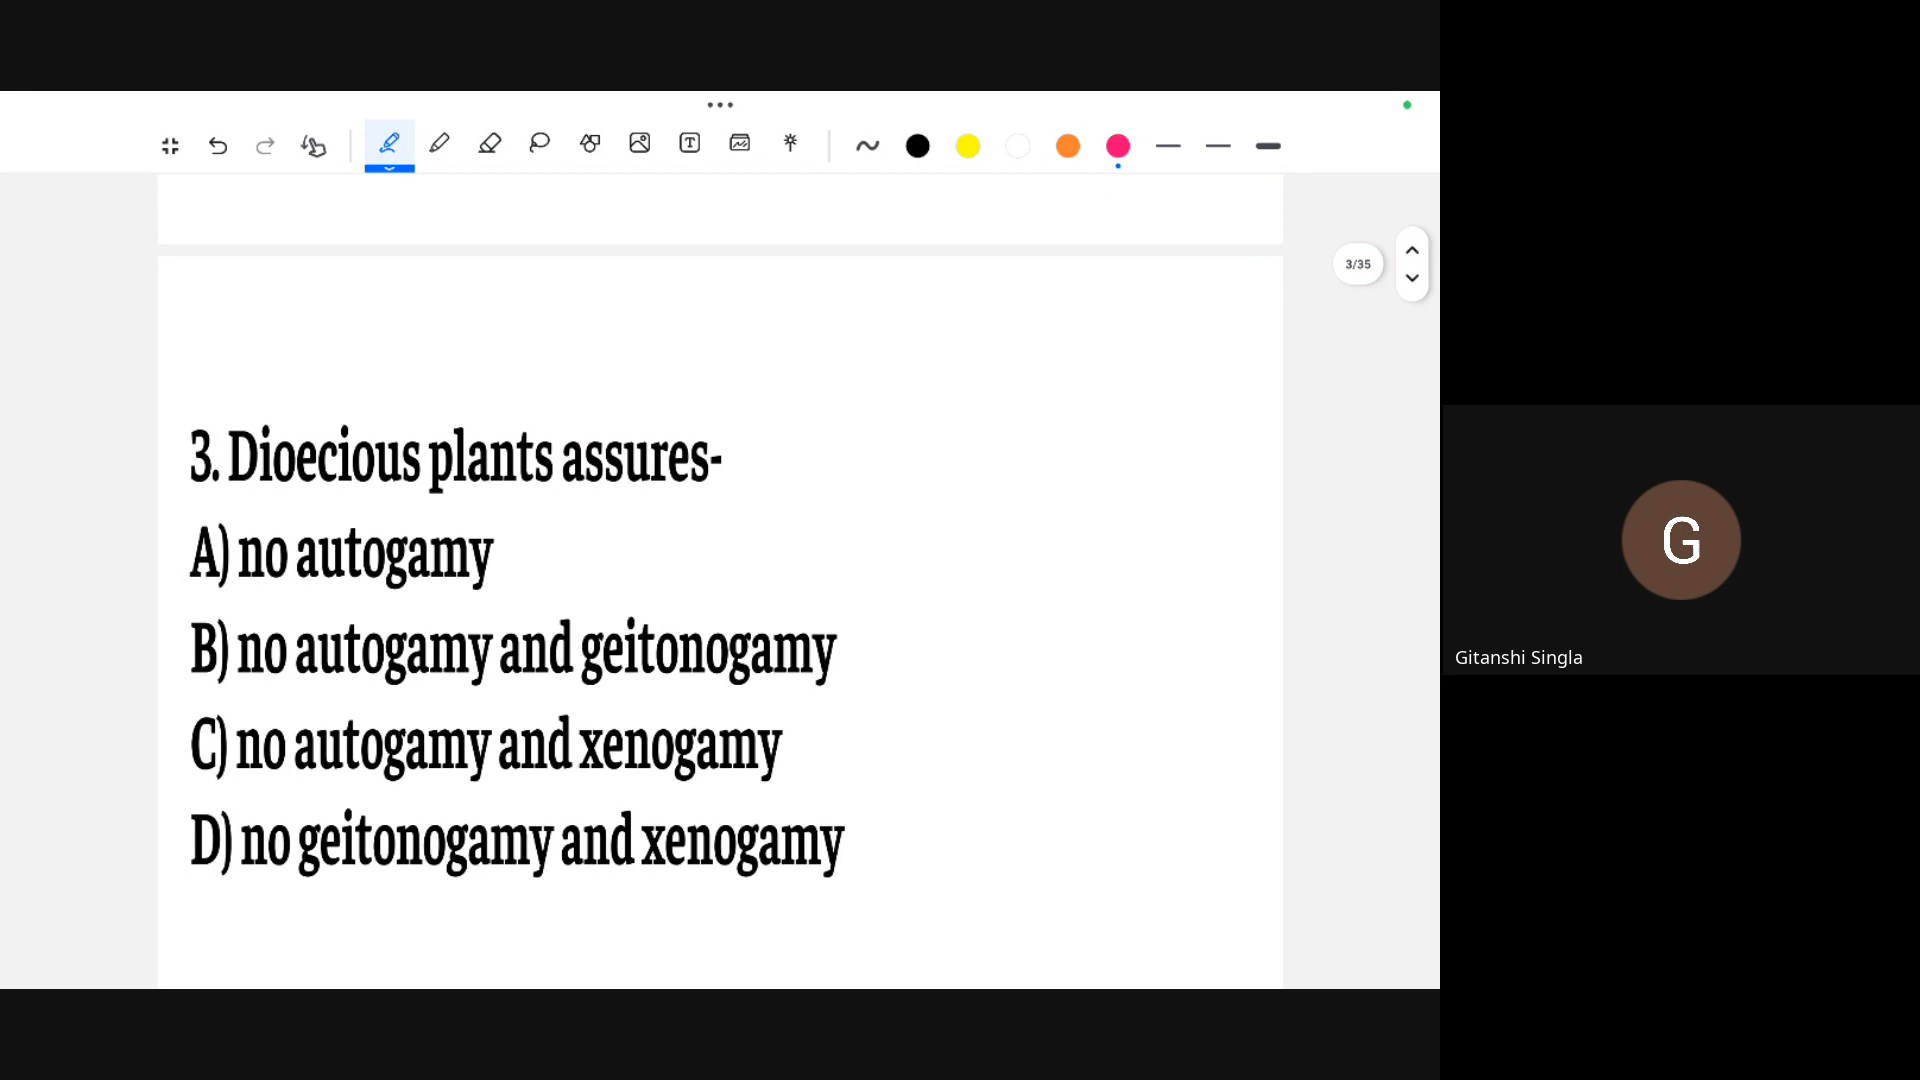 3/35
3. Dioecious plants assures-
A) no autogamy
B) no autogamy and geitonogamy
C) no autogamy and xenogamy
D) no geitonogamy and xenogamy
G
Gitanshi Singla